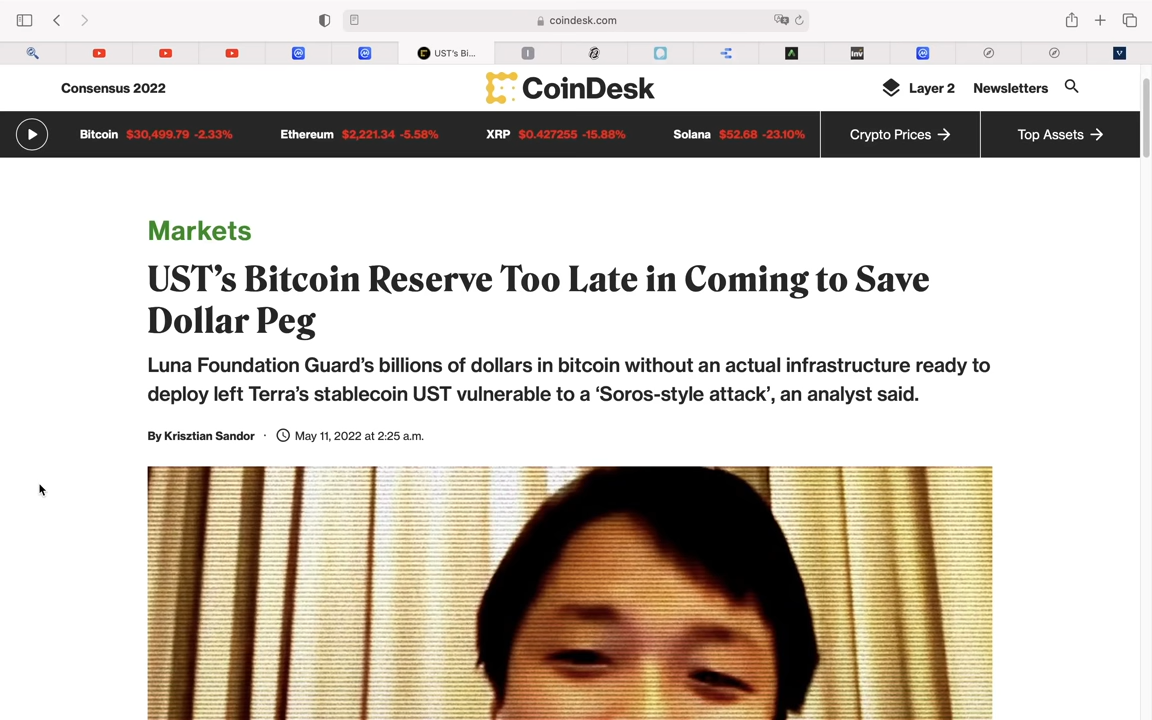 coindesk.com
UST's Bi...
inv
Consensus 2022
CoinDesk
Layer 2
Newsletters
Bitcoin $30,499.79 -2.33%
Ethereum $2,221.34 -5.58%
XRP $0.427255 -15.88%
Solana $52.68 -23.10%
Crypto Prices →
Top Assets →
Markets
UST’s Bitcoin Reserve Too Late in Coming to Save
Dollar Peg
Luna Foundation Guard’s billions of dollars in bitcoin without an actual infrastructure ready to
deploy left Terra’s stablecoin UST vulnerable to a ‘Soros-style attack’, an analyst said.
By Krisztian Sandor · May 11, 2022 at 2:25 a.m.